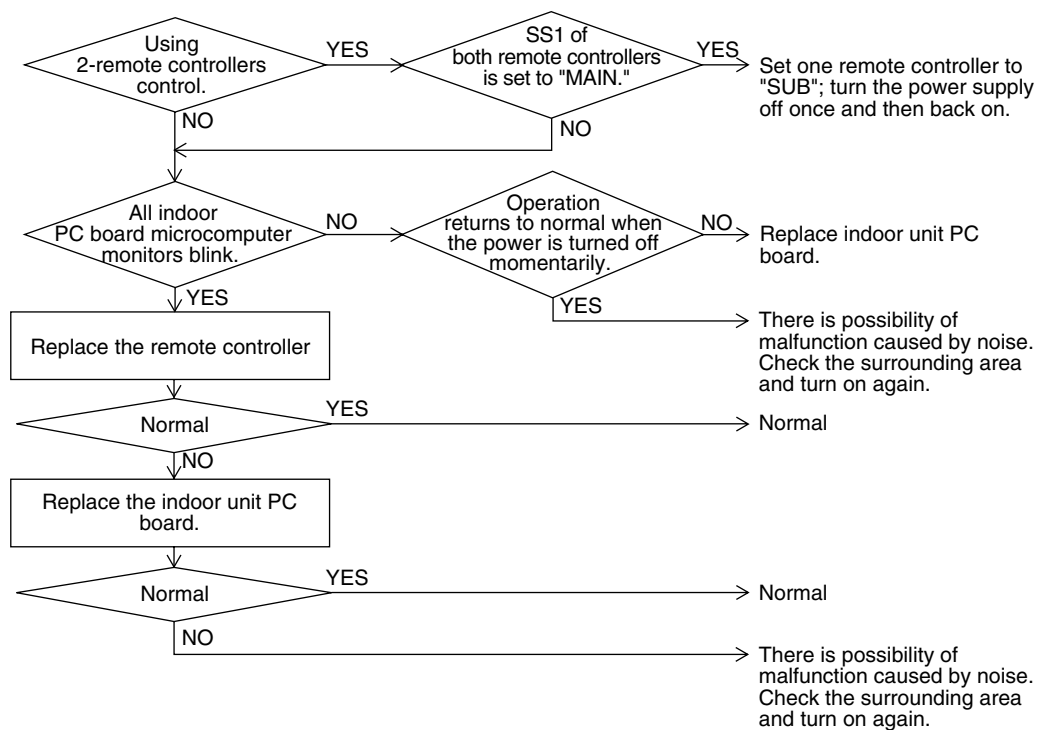 Using
2-remote controllers
control.
YES
SS1 of
both remote controllers
is set to "MAIN."
YES
Set one remote controller to
"SUB"; turn the power supply
off once and then back on.
NO
NO
All indoor
PC board microcomputer
monitors blink.
NO
Operation
returns to normal when
the power is turned off
momentarily.
NO
Replace indoor unit PC
board.
YES
YES
There is possibility of
malfunction caused by noise.
Check the surrounding area
and turn on again.
Replace the remote controller
Normal
YES
Normal
NO
Replace the indoor unit PC
board.
Normal
YES
Normal
NO
There is possibility of
malfunction caused by noise.
Check the surrounding area
and turn on again.